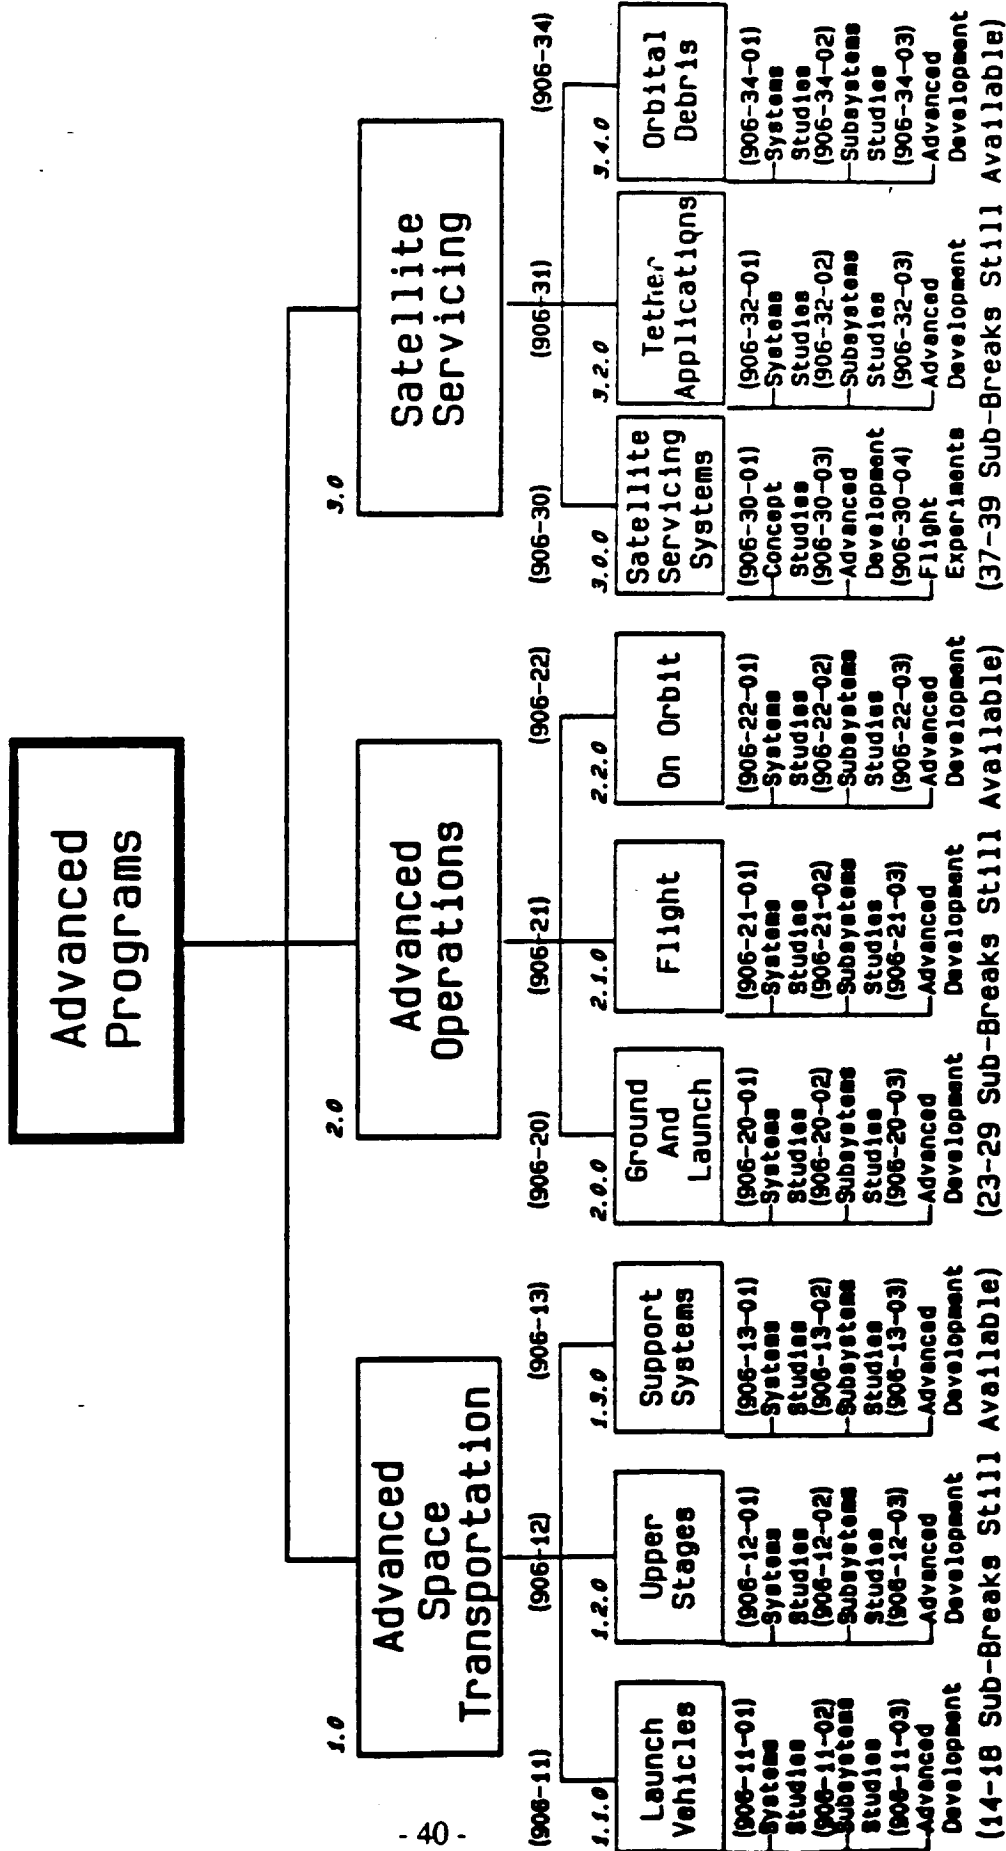 Advanced
Programs
1.0
Advanced
Space
Transportation
2.0
Advanced
Operations
3.0
Satellite
Servicing
(906-11)
(906-12)
(906-13)
(906-20)
(906-21)
(906-22)
(906-30)
(906-31)
(906-34)
1.1.0
Launch
Vehicles
(906-11-01)
Systems
Studies
(906-11-02)
Subsystems
Studies
(906-11-03)
Advanced
Development
1.2.0
Upper
Stages
(906-12-01)
Systems
Studies
(906-12-02)
Subsystems
Studies
(906-12-03)
Advanced
Development
1.3.0
Support
Systems
(906-13-01)
Systems
Studies
(906-13-02)
Subsystems
Studies
(906-13-03)
Advanced
Development
(14-18 Sub-Breaks Still Available)
2.0.0
Ground
And
Launch
(906-20-01)
Systems
Studies
(906-20-02)
Subsystems
Studies
(906-20-03)
Advanced
Development
2.1.0
Flight
(906-21-01)
Systems
Studies
(906-21-02)
Subsystems
Studies
(906-21-03)
Advanced
Development
2.2.0
On Orbit
(906-22-01)
Systems
Studies
(906-22-02)
Subsystems
Studies
(906-22-03)
Advanced
Development
(23-29 Sub-Breaks Still Available)
3.0.0
Satellite
Servicing
Systems
(906-30-01)
Concept
Studies
(906-30-03)
Advanced
Development
(906-30-04)
Flight
Experiments
3.2.0
Tether
Applications
(906-32-01)
Systems
Studies
(906-32-02)
Subsystems
Studies
(906-32-03)
Advanced
Development
3.4.0
Orbital
Debris
(906-34-01)
Systems
Studies
(906-34-02)
Subsystems
Studies
(906-34-03)
Advanced
Development
(37-39 Sub-Breaks Still Available)
- 40 -